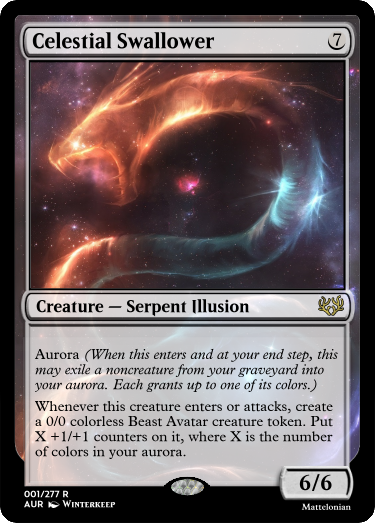 Celestial Swallower 7
Creature — Serpent Illusion
Aurora (When this enters and at your end step, this
may exile a noncreature from your graveyard into
your aurora. Each grants up to one of its colors.)
Whenever this creature enters or attacks, create
a 0/0 colorless Beast Avatar creature token. Put
X +1/+1 counters on it, where X is the number
of colors in your aurora.
6/6
001/277 R
AUR Winterkeep
Mattelonian